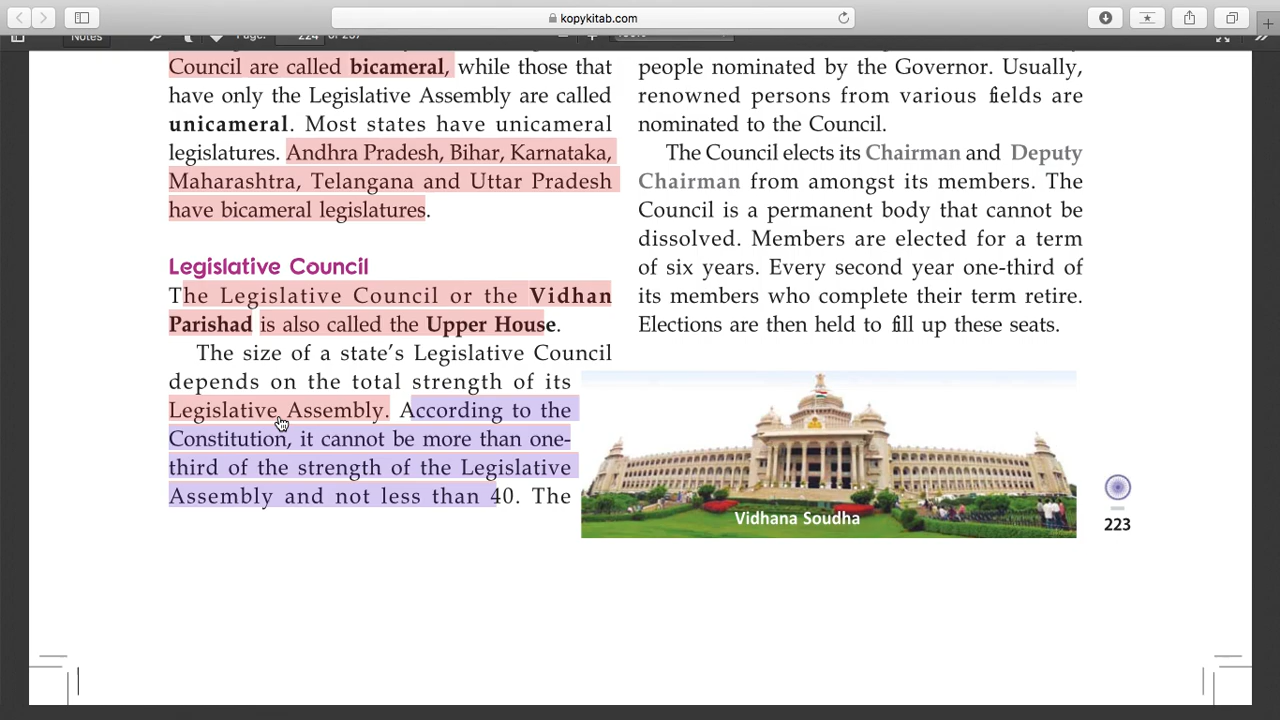 kopykitab.com
Notes
Page:
Council are called bicameral, while those that
have only the Legislative Assembly are called
unicameral. Most states have unicameral
legislatures. Andhra Pradesh, Bihar, Karnataka,
Maharashtra, Telangana and Uttar Pradesh
have bicameral legislatures.
Legislative Council
The Legislative Council or the Vidhan
Parishad is also called the Upper House.
The size of a state's Legislative Council
depends on the total strength of its
Legislative Assembly. According to the
Constitution, it cannot be more than one-
third of the strength of the Legislative
Assembly and not less than 40. The
people nominated by the Governor. Usually,
renowned persons from various fields are
nominated to the Council.
The Council elects its Chairman and Deputy
Chairman from amongst its members. The
Council is a permanent body that cannot be
dissolved. Members are elected for a term
of six years. Every second year one-third of
its members who complete their term retire.
Elections are then held to fill up these seats.
Vidhana Soudha
223